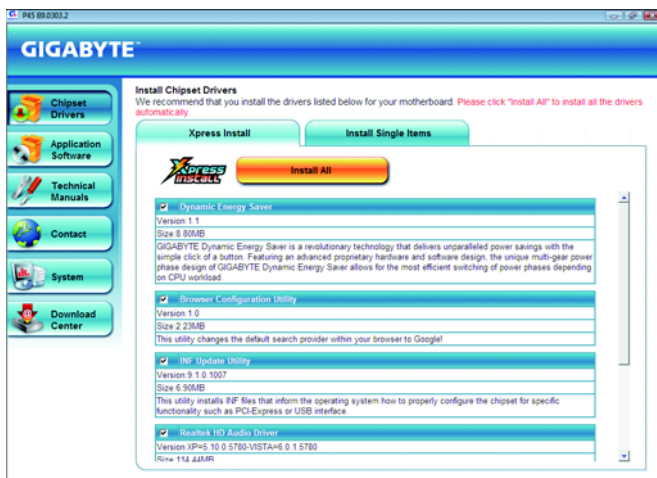 P45 B9.0303.2
GIGABYTE™
Chipset
Drivers
Application
Software
Technical
Manuals
Contact
System
Download
Center
Install Chipset Drivers
We recommend that you install the drivers listed below for your motherboard. Please click "Install All" to install all the drivers
automatically.
Xpress Install
Install Single Items
Xpress
INSTALL
Install All
Dynamic Energy Saver
Version:1.1
Size:8.80MB
GIGABYTE Dynamic Energy Saver is a revolutionary technology that delivers unparalleled power savings with the
simple click of a button. Featuring an advanced proprietary hardware and software design, the unique multi-gear power
phase design of GIGABYTE Dynamic Energy Saver allows for the most efficient switching of power phases depending
on CPU workload.
Browser Configuration Utility
Version:1.0
Size:2.23MB
This utility changes the default search provider within your browser to Google!
INF Update Utility
Version:9.1.0.1007
Size:6.90MB
This utility installs INF files that inform the operating system how to properly configure the chipset for specific
functionality such as PCI-Express or USB interface.
Realtek HD Audio Driver
Version:XP=5.10.0.5780-VISTA=6.0.1.5780
Size:114.44MB